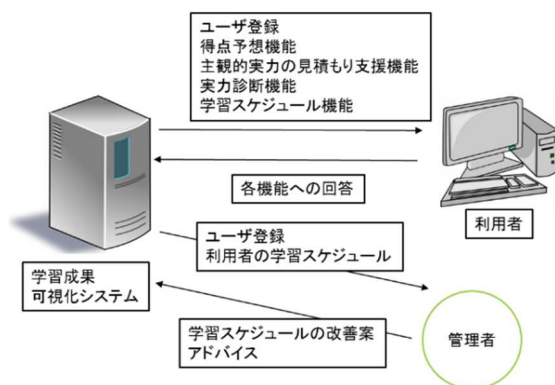 ユーザ登録
得点予想機能
主観的実力の見積もり支援機能
実力診断機能
学習スケジュール機能
各機能への回答
利用者
ユーザ登録
利用者の学習スケジュール
学習成果
可視化システム
学習スケジュールの改善案
アドバイス
管理者